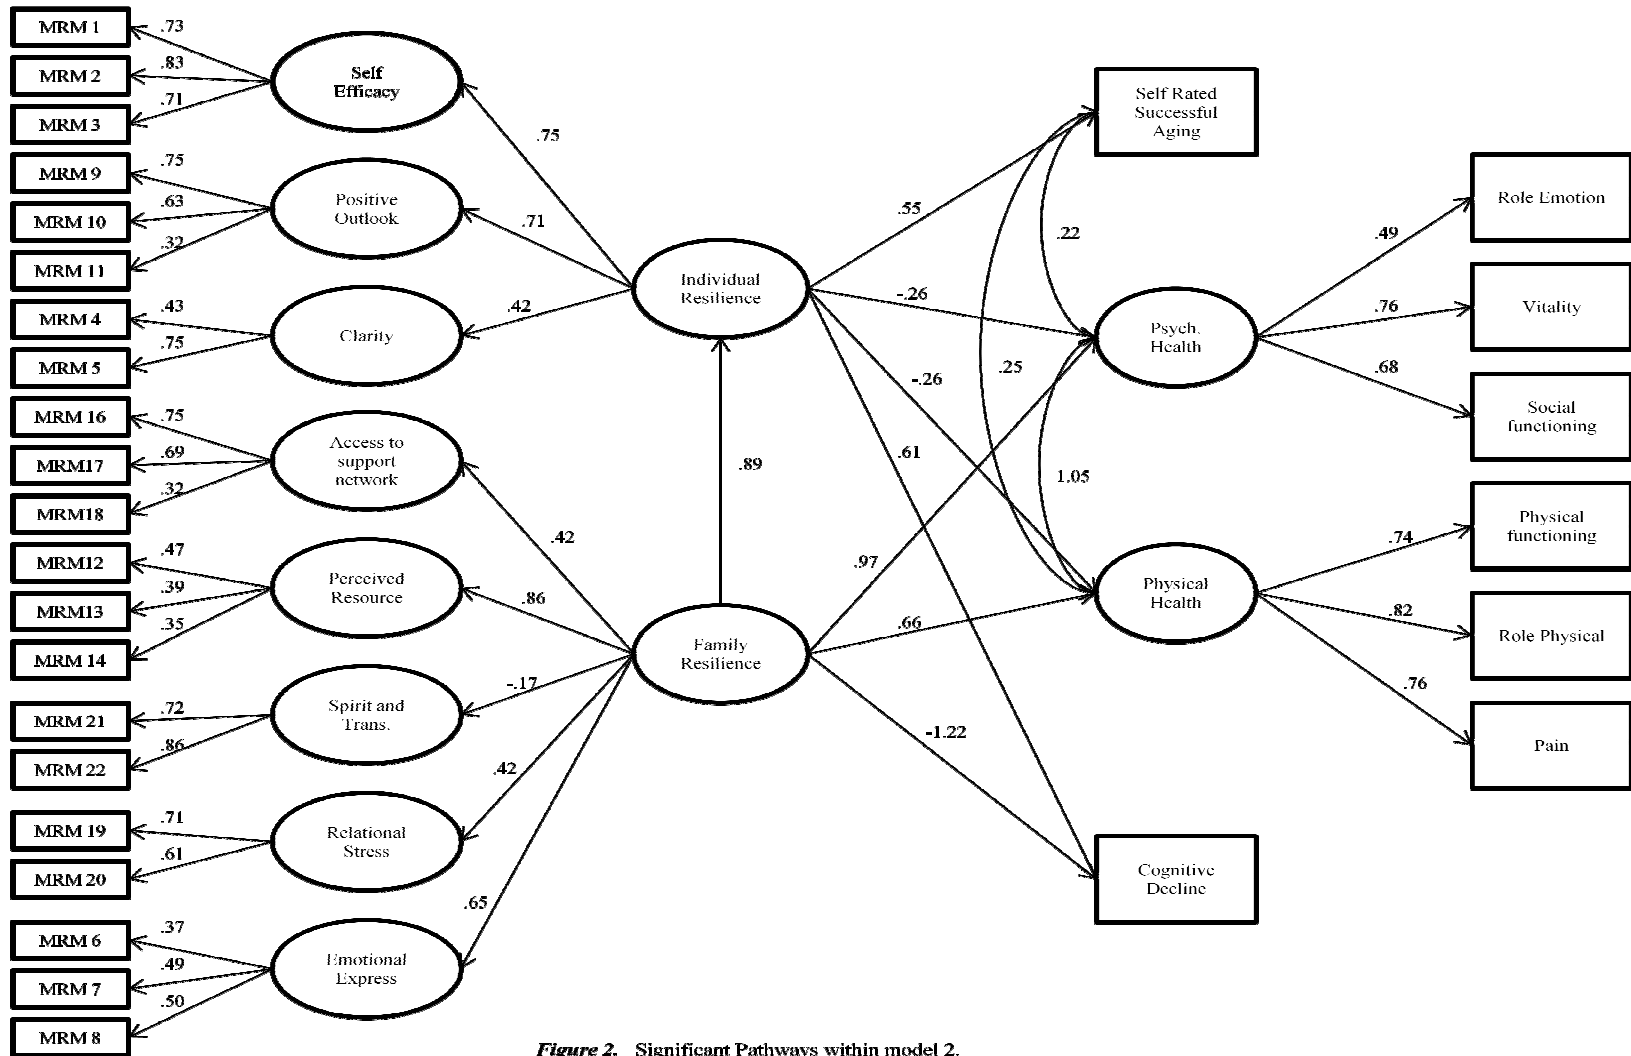 MRM 1
MRM 2
MRM 3
MRM 9
MRM 10
MRM 11
MRM 4
MRM 5
MRM 16
MRM17
MRM18
MRM12
MRM13
MRM 14
MRM 21
MRM 22
MRM 19
MRM 20
MRM 6
MRM 7
MRM 8
.73
.83
.71
.75
.63
.32
.43
.75
.75
.69
.32
.47
.39
.35
.72
.86
.71
.61
.37
.49
.50
Self
Efficacy
Positive
Outlook
Clarity
Access to
support
network
Perceived
Resource
Spirit and
Trans.
Relational
Stress
Emotional
Express
.75
.71
.42
.42
.86
-.17
.42
.65
Individual
Resilience
.89
Family
Resilience
.55
-.26
-.26
.61
.97
.66
-1.22
.22
.25
1.05
Self Rated
Successful
Aging
Psych.
Health
Physical
Health
Cognitive
Decline
.49
.76
.68
.74
.82
.76
Role Emotion
Vitality
Social
functioning
Physical
functioning
Role Physical
Pain
Figure 2. Significant Pathways within model 2.